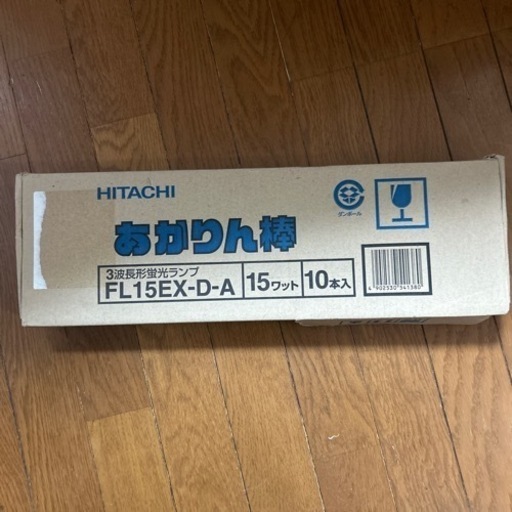 HITACHI
あかりん棒
3波長形蛍光ランプ
FL15EX-D-A
15ワット
10本入
ダンボール
4902530541380